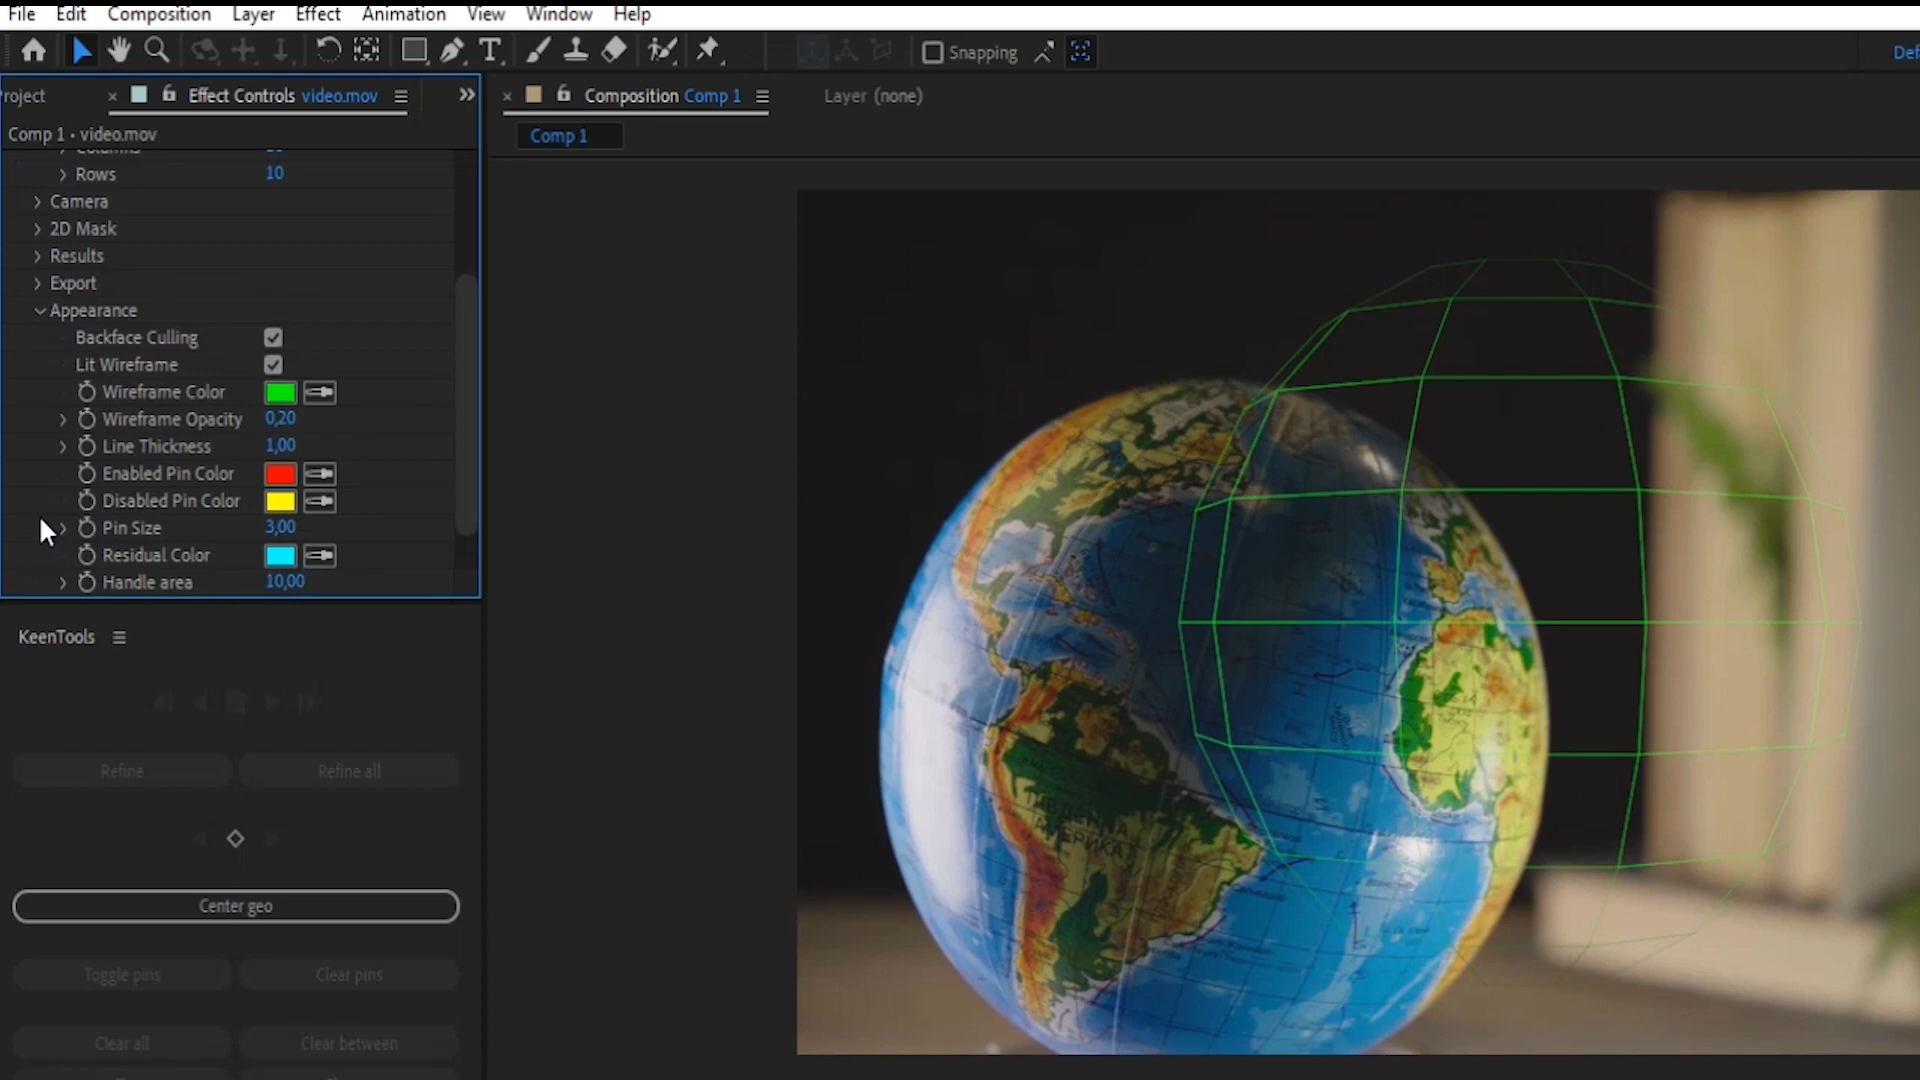 File Edit Composition Layer Effect Animation View Window Help
Snapping Def
roject × Effect Controls video.mov × Composition Comp 1 Layer (none)
Comp 1 • video.mov
Comp 1
Columns
Rows 10
Camera
2D Mask
Results
Export
Appearance
Backface Culling
Lit Wireframe
Wireframe Color
Wireframe Opacity 0,20
Line Thickness 1,00
Enabled Pin Color
Disabled Pin Color
Pin Size 3,00
Residual Color
Handle area 10,00
KeenTools
Refine Refine all
Center geo
Toggle pins Clear pins
Clear all Clear between